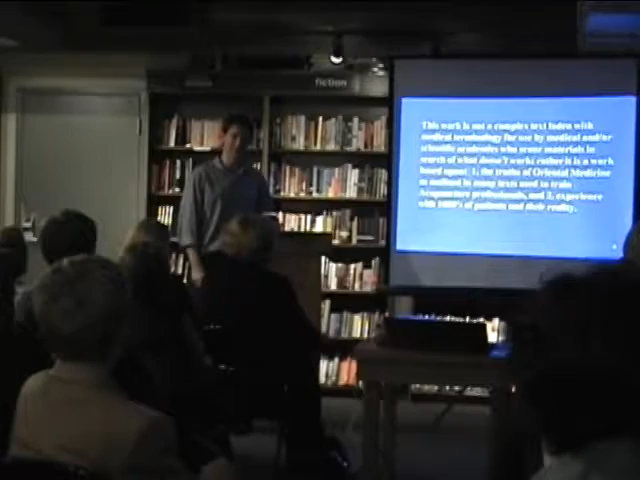 fiction
This work is not a complex text laden with
medical terminology for use by medical and/or
scientific academics who scour materials in
search of what doesn't work; rather it is a work
based upon: 1. the truths of Oriental Medicine
as outlined in many texts used to train
Acupuncture professionals, and 2. experience
with 1000's of patients and their reality.